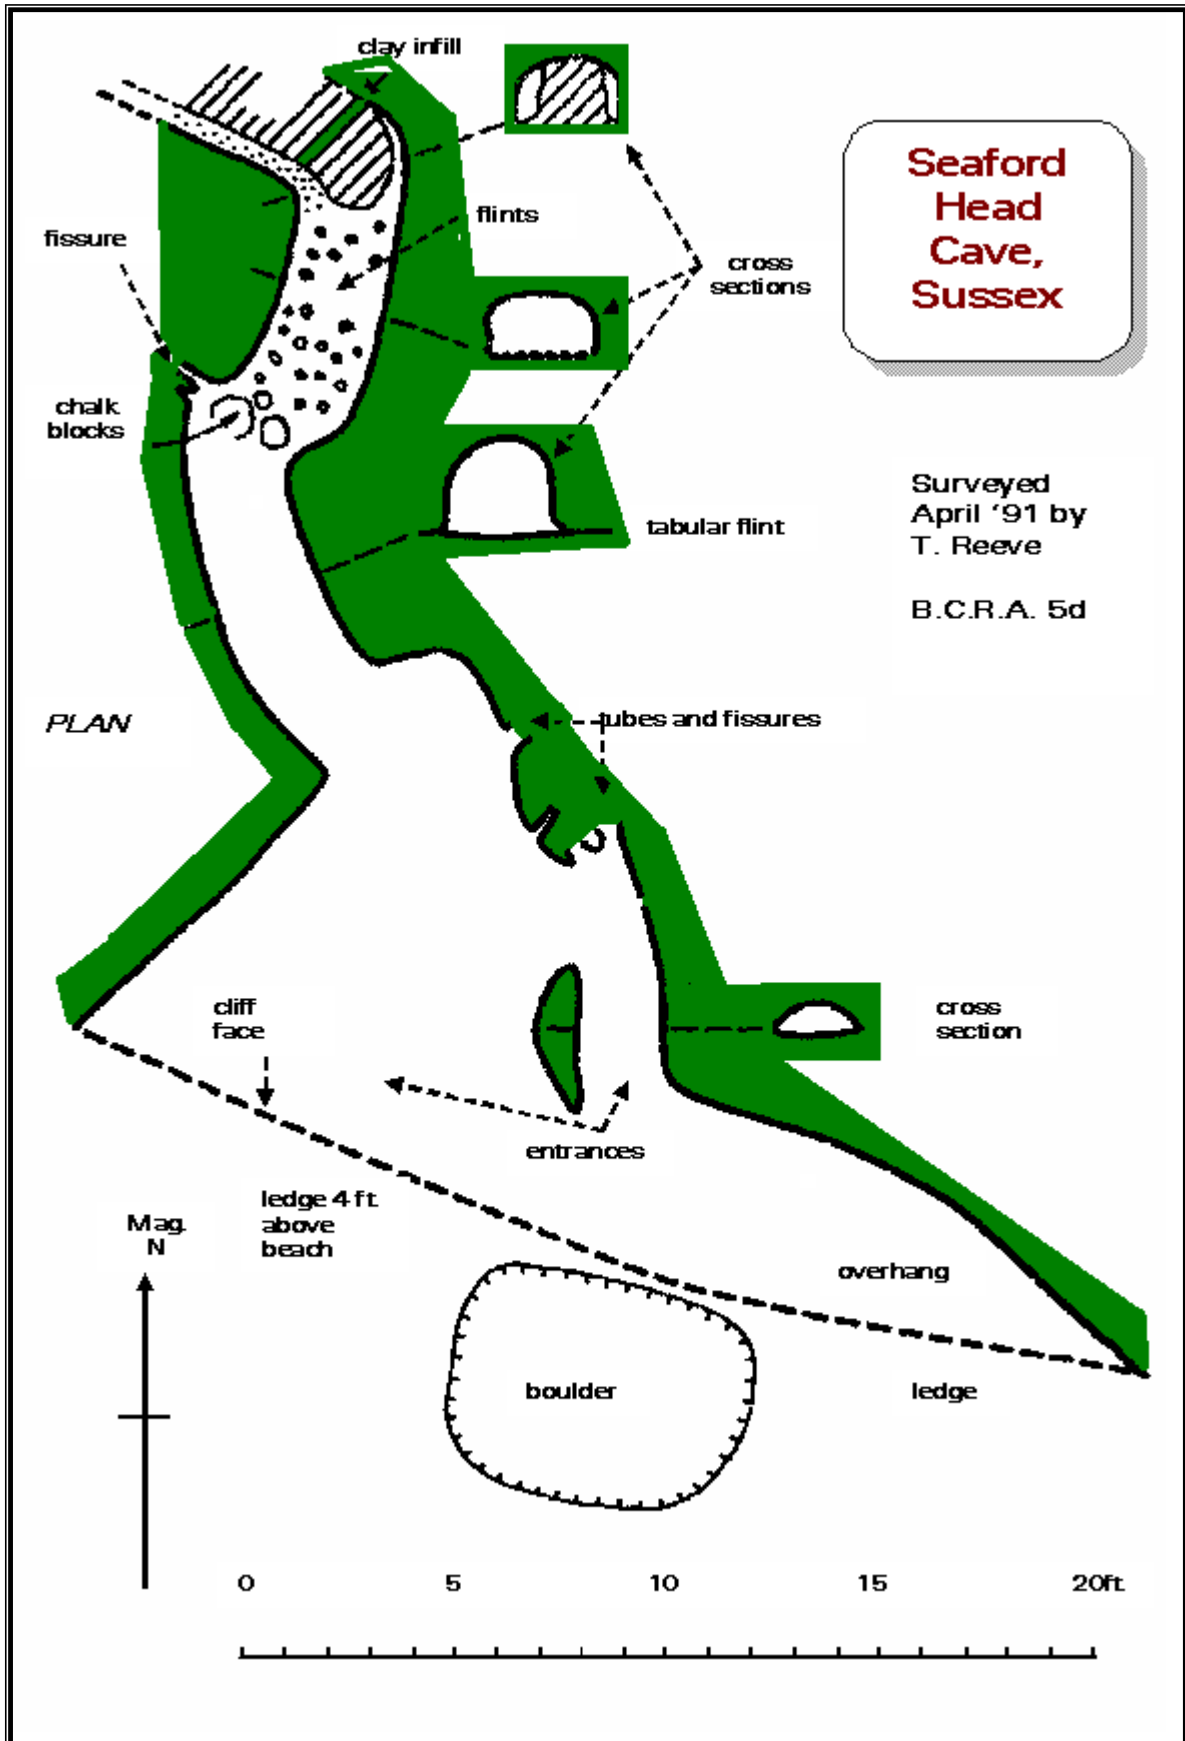 clay infill
Seaford
Head
Cave,
Sussex
flints
fissure
cross
sections
chalk
blocks
Surveyed
April ‘91 by
T. Reeve
tabular flint
B.C.R.A. 5d
PLAN
tubes and fissures
cliff
face
cross
section
entrances
ledge 4 ft.
above
beach
Mag.
N
overhang
boulder
ledge
0 5 10 15 20ft.